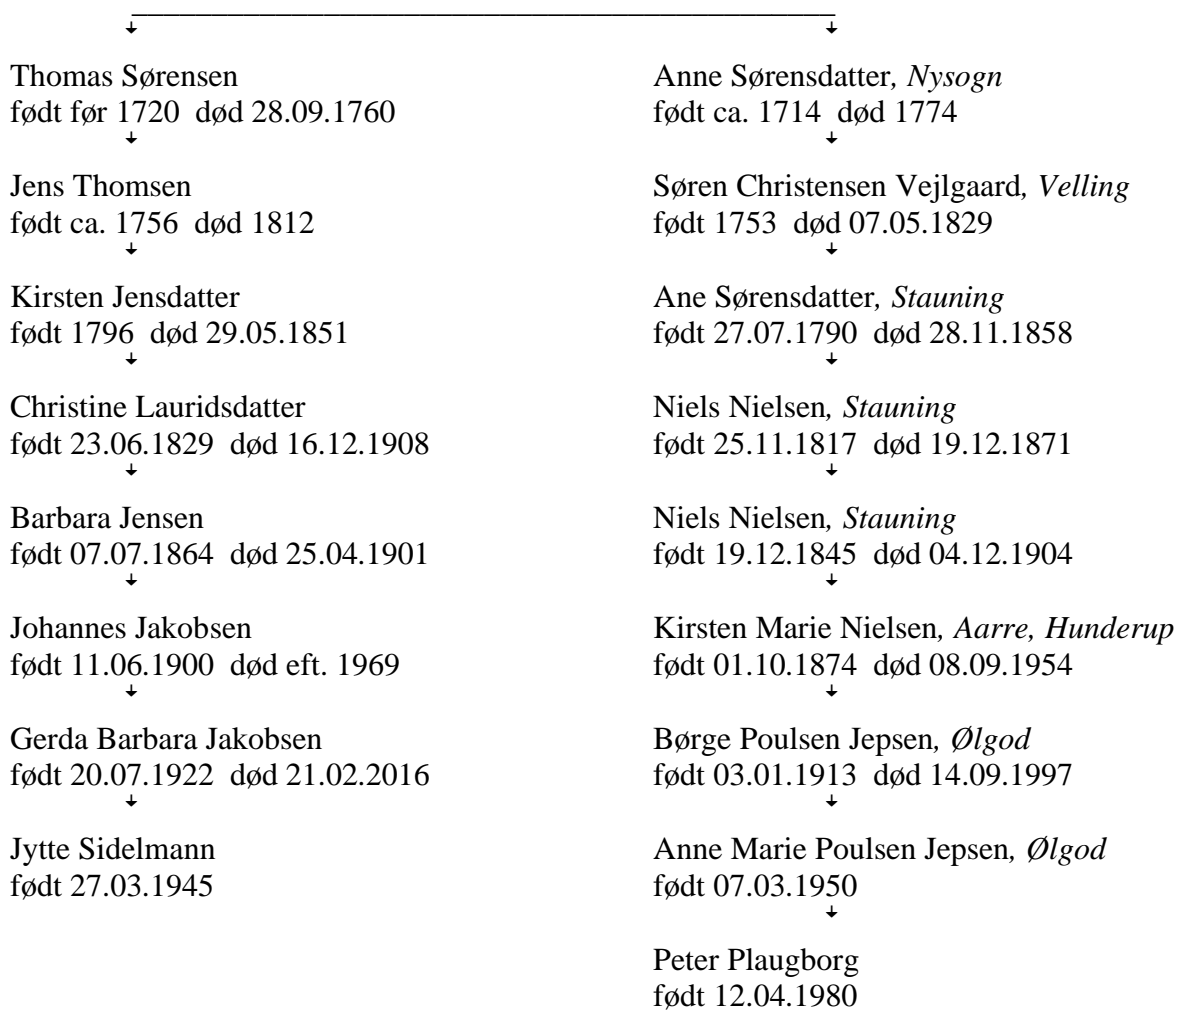 Thomas Sørensen
født før 1720 død 28.09.1760
Jens Thomsen
født ca. 1756 død 1812
Kirsten Jensdatter
født 1796 død 29.05.1851
Christine Lauridsdatter
født 23.06.1829 død 16.12.1908
Barbara Jensen
født 07.07.1864 død 25.04.1901
Johannes Jakobsen
født 11.06.1900 død eft. 1969
Gerda Barbara Jakobsen
født 20.07.1922 død 21.02.2016
Jytte Sidelmann
født 27.03.1945
Anne Sørensdatter, Nysogn
født ca. 1714 død 1774
Søren Christensen Vejlgaard, Velling
født 1753 død 07.05.1829
Ane Sørensdatter, Stauning
født 27.07.1790 død 28.11.1858
Niels Nielsen, Stauning
født 25.11.1817 død 19.12.1871
Niels Nielsen, Stauning
født 19.12.1845 død 04.12.1904
Kirsten Marie Nielsen, Aarre, Hunderup
født 01.10.1874 død 08.09.1954
Børge Poulsen Jepsen, Ølgod
født 03.01.1913 død 14.09.1997
Anne Marie Poulsen Jepsen, Ølgod
født 07.03.1950
Peter Plaugborg
født 12.04.1980